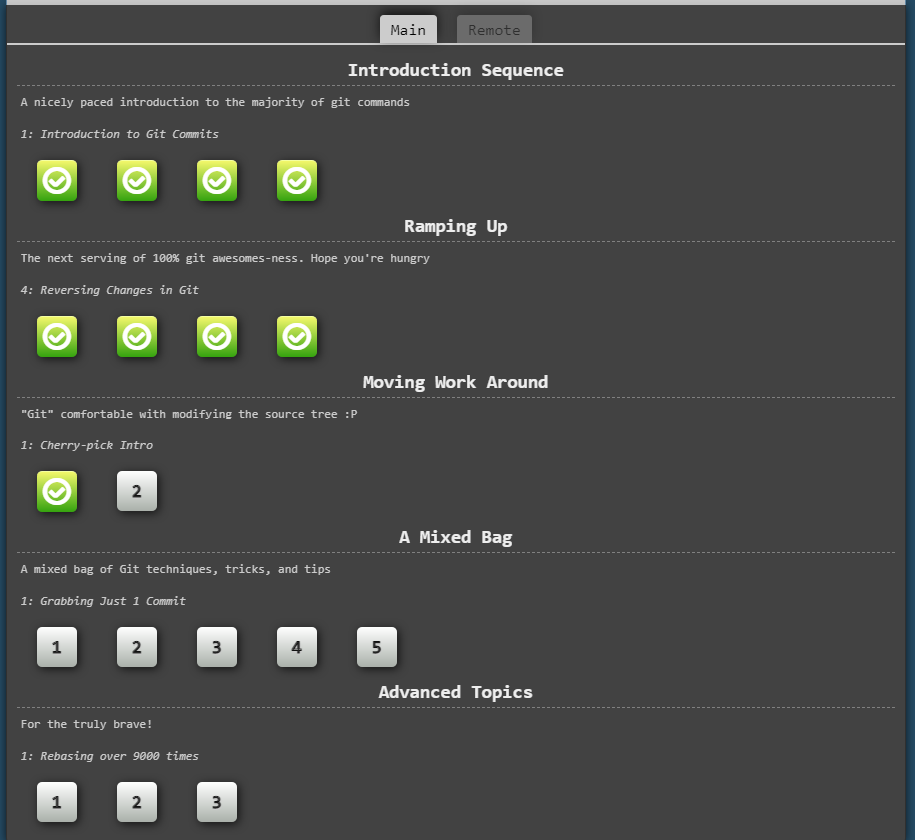 Main Remote
Introduction Sequence
A nicely paced introduction to the majority of git commands
1: Introduction to Git Commits
Ramping Up
The next serving of 100% git awesomes-ness. Hope you're hungry
4: Reversing Changes in Git
Moving Work Around
"Git" comfortable with modifying the source tree :P
1: Cherry-pick Intro
2
A Mixed Bag
A mixed bag of Git techniques, tricks, and tips
1: Grabbing Just 1 Commit
1 2 3 4 5
Advanced Topics
For the truly brave!
1: Rebasing over 9000 times
1 2 3